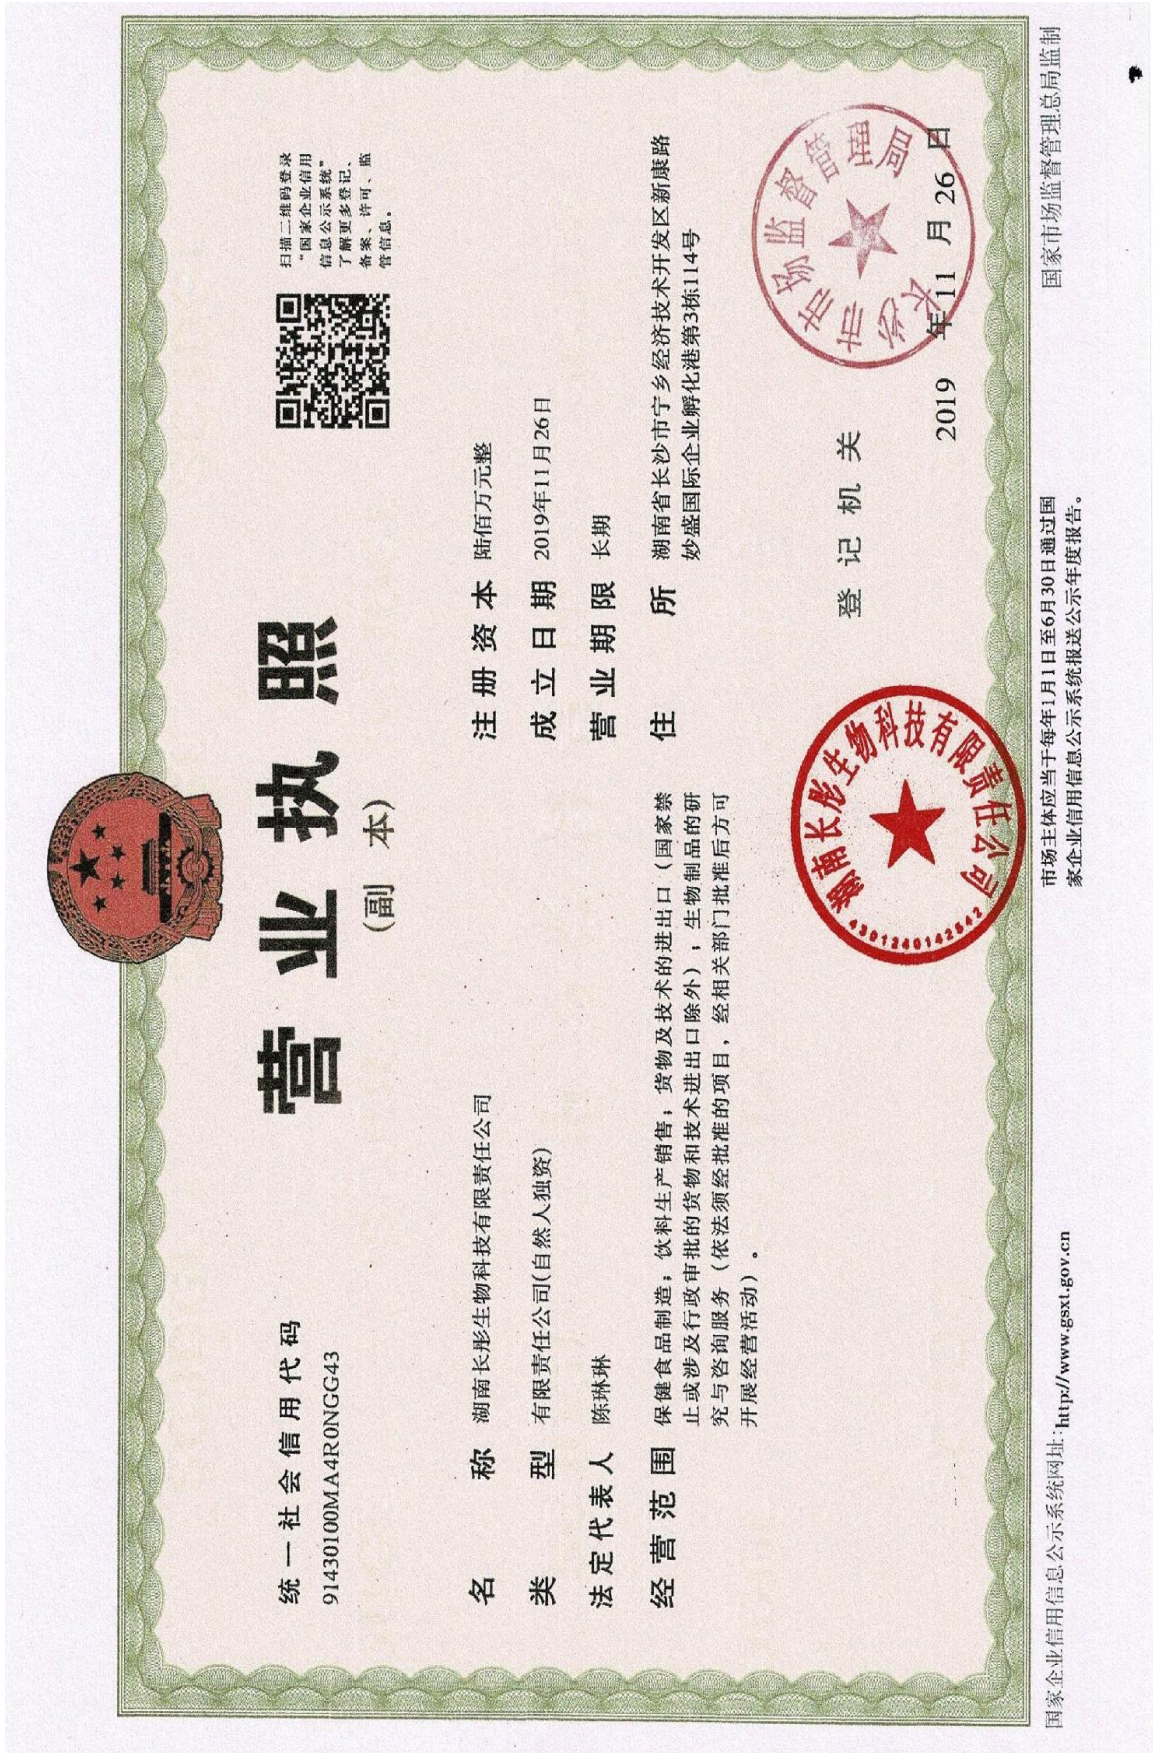 统一社会信用代码
91430100MA4R0NGG43
营业执照
(副 本)
扫描二维码登录
“国家企业信用
信息公示系统”
了解更多登记、
备案、许可、监
管信息。
名 称 湖南长彤生物科技有限责任公司
类 型 有限责任公司(自然人独资)
法定代表人 陈琳琳
经营范围 保健食品制造；饮料生产销售；货物及技术的进出口（国家禁
止或涉及行政审批的货物和技术进出口除外）；生物制品的研
究与咨询服务（依法须经批准的项目，经相关部门批准后方可
开展经营活动）。
注册资本 陆佰万元整
成立日期 2019年11月26日
营业期限 长期
住 所 湖南省长沙市宁乡经济技术开发区新康路
妙盛国际企业孵化港第3栋114号
湖南长彤生物科技有限责任公司
4301240142542
登记机关
长沙市市场监督管理局
2019 年 11 月 26 日
国家企业信用信息公示系统网址:http://www.gsxt.gov.cn
市场主体应当于每年1月1日至6月30日通过国
家企业信用信息公示系统报送公示年度报告。
国家市场监督管理总局监制